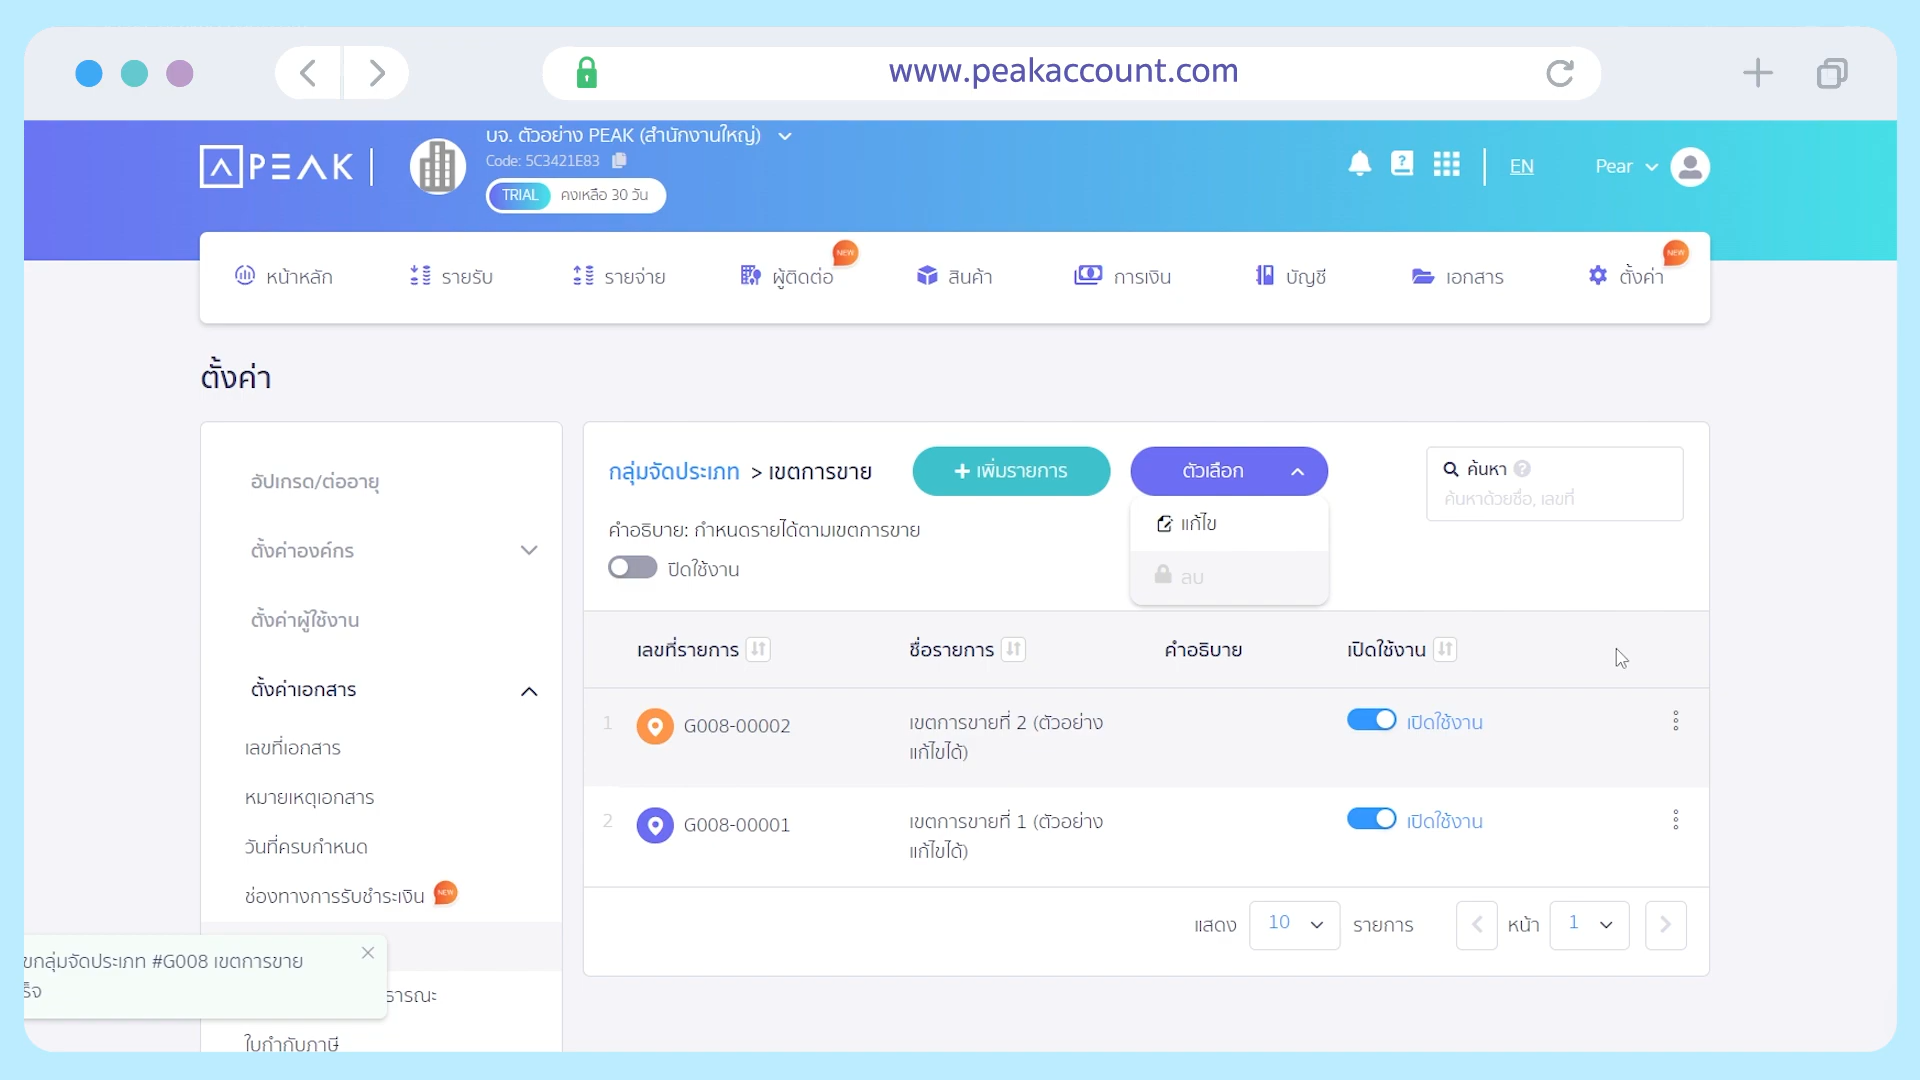 www.peakaccount.com
PEAK
บจ. ตัวอย่าง PEAK (สำนักงานใหญ่)
Code: 5C3421E83
TRIAL คงเหลือ 30 วัน
EN
Pear
หน้าหลัก
รายรับ
รายจ่าย
ผู้ติดต่อ
NEW
สินค้า
การเงิน
บัญชี
เอกสาร
ตั้งค่า
NEW
ตั้งค่า
อัปเกรด/ต่ออายุ
ตั้งค่าองค์กร
ตั้งค่าผู้ใช้งาน
ตั้งค่าเอกสาร
เลขที่เอกสาร
หมายเหตุเอกสาร
วันที่ครบกำหนด
ช่องทางการรับชำระเงิน NEW
ขกลุ่มจัดประเภท #G008 เขตการขาย
ร็จ
ธารณะ
ใบกำกับภาษี
กลุ่มจัดประเภท > เขตการขาย
+ เพิ่มรายการ
ตัวเลือก
แก้ไข
ลบ
ค้นหา
ค้นหาด้วยชื่อ, เลขที่
คำอธิบาย: กำหนดรายได้ตามเขตการขาย
ปิดใช้งาน
เลขที่รายการ ชื่อรายการ คำอธิบาย เปิดใช้งาน
1 G008-00002 เขตการขายที่ 2 (ตัวอย่าง เปิดใช้งาน
แก้ไขได้)
2 G008-00001 เขตการขายที่ 1 (ตัวอย่าง เปิดใช้งาน
แก้ไขได้)
แสดง 10 รายการ หน้า 1